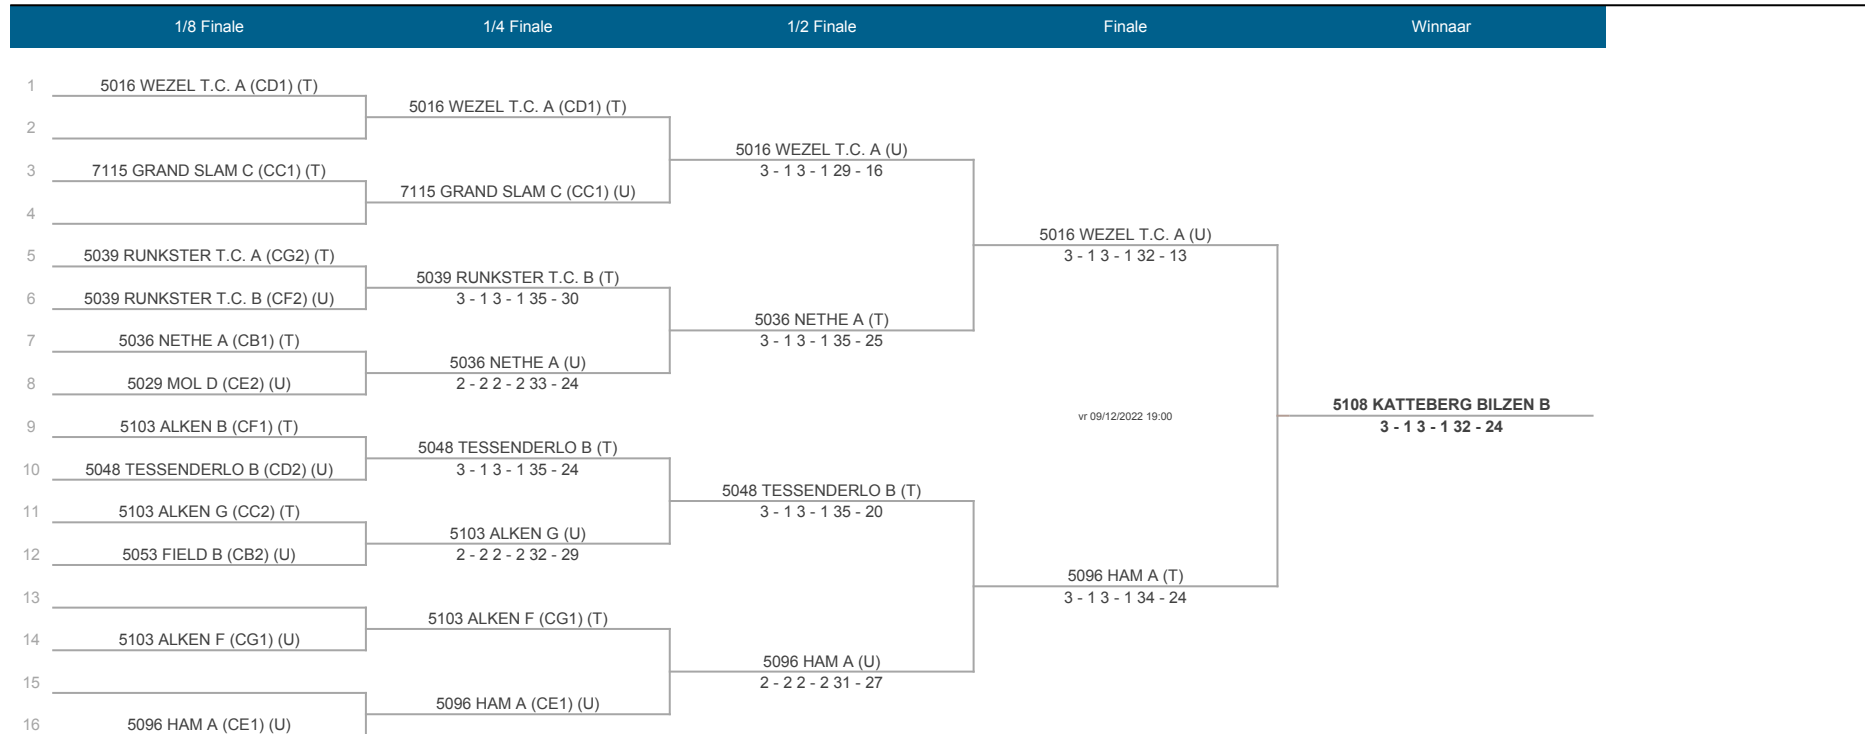 1/8 Finale 1/4 Finale 1/2 Finale Finale Winnaar
1 5016 WEZEL T.C. A (CD1) (T)
5016 WEZEL T.C. A (CD1) (T)
2
5016 WEZEL T.C. A (U)
3 7115 GRAND SLAM C (CC1) (T)
3 - 1 3 - 1 29 - 16
7115 GRAND SLAM C (CC1) (U)
4
5016 WEZEL T.C. A (U)
5 5039 RUNKSTER T.C. A (CG2) (T)
3 - 1 3 - 1 32 - 13
5039 RUNKSTER T.C. B (T)
6 5039 RUNKSTER T.C. B (CF2) (U)
3 - 1 3 - 1 35 - 30
5036 NETHE A (T)
7 5036 NETHE A (CB1) (T)
3 - 1 3 - 1 35 - 25
5036 NETHE A (U)
8 5029 MOL D (CE2) (U)
2 - 2 2 - 2 33 - 24
5108 KATTEBERG BILZEN B
vr 09/12/2022 19:00
9 5103 ALKEN B (CF1) (T)
3 - 1 3 - 1 32 - 24
5048 TESSENDERLO B (T)
10 5048 TESSENDERLO B (CD2) (U)
3 - 1 3 - 1 35 - 24
5048 TESSENDERLO B (T)
11 5103 ALKEN G (CC2) (T)
3 - 1 3 - 1 35 - 20
5103 ALKEN G (U)
12 5053 FIELD B (CB2) (U)
2 - 2 2 - 2 32 - 29
5096 HAM A (T)
13
3 - 1 3 - 1 34 - 24
5103 ALKEN F (CG1) (T)
14 5103 ALKEN F (CG1) (U)
5096 HAM A (U)
15
2 - 2 2 - 2 31 - 27
5096 HAM A (CE1) (U)
16 5096 HAM A (CE1) (U)